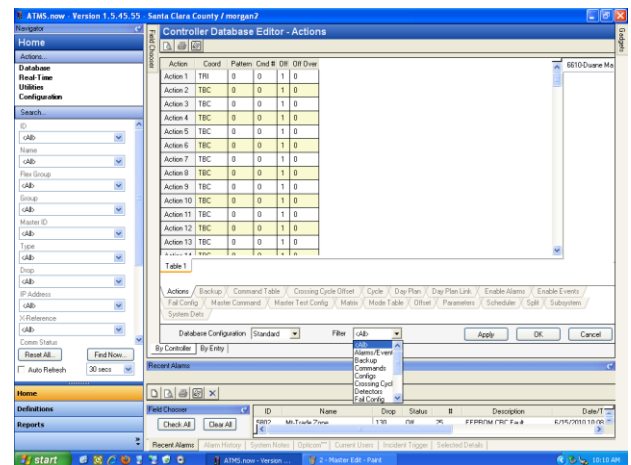 ATMS.now - Version 1.5.45.55 - Santa Clara County / morgan7
Navigator
Home
Actions...
Database
Real-Time
Utilities
Configuration
Search...
ID
<All>
Name
<All>
Flex Group
<All>
Group
<All>
Master ID
<All>
Type
<All>
Drop
<All>
IP Address
<All>
X-Reference
<All>
Comm Status
Reset All...
Find Now...
Auto Refresh
30 secs
Home
Definitions
Reports
Field Chooser
Controller Database Editor - Actions
Gadgets
Action Coord Pattern Cmd # Off Off Over
Action 1 TRI 0 0 1 0
Action 2 TBC 0 0 1 0
Action 3 TBC 0 0 1 0
Action 4 TBC 0 0 1 0
Action 5 TBC 0 0 1 0
Action 6 TBC 0 0 1 0
Action 7 TBC 0 0 1 0
Action 8 TBC 0 0 1 0
Action 9 TBC 0 0 1 0
Action 10 TBC 0 0 1 0
Action 11 TBC 0 0 1 0
Action 12 TBC 0 0 1 0
Action 13 TBC 0 0 1 0
Action 14 TBC 0 0 1 0
6610-Duane Ma
Table 1
Actions Backup Command Table Crossing Cycle Offset Cycle Day Plan Day Plan Link Enable Alarms Enable Events
Fail Config Master Command Master Test Config Matrix Mode Table Offset Parameters Scheduler Split Subsystem
System Dets
Database Configuration Standard Filter <All> Apply OK Cancel
<All>
Alarms/Event
Backup
Commands
Configs
Crossing Cycl
Detectors
Fail Config
By Controller By Entry
Recent Alarms
Field Chooser
Check All Clear All
ID Name Drop Status # Description Date/T
5802 Mt-Trade Zone 130 Off 25 EEPROM CRC Fault 6/25/2010 10:08
Recent Alarms Alarm History System Notes Opticom™ Current Users Incident Trigger Selected Details
start
ATMS.now - Version ...
2 - Master Edit - Paint
10:10 AM